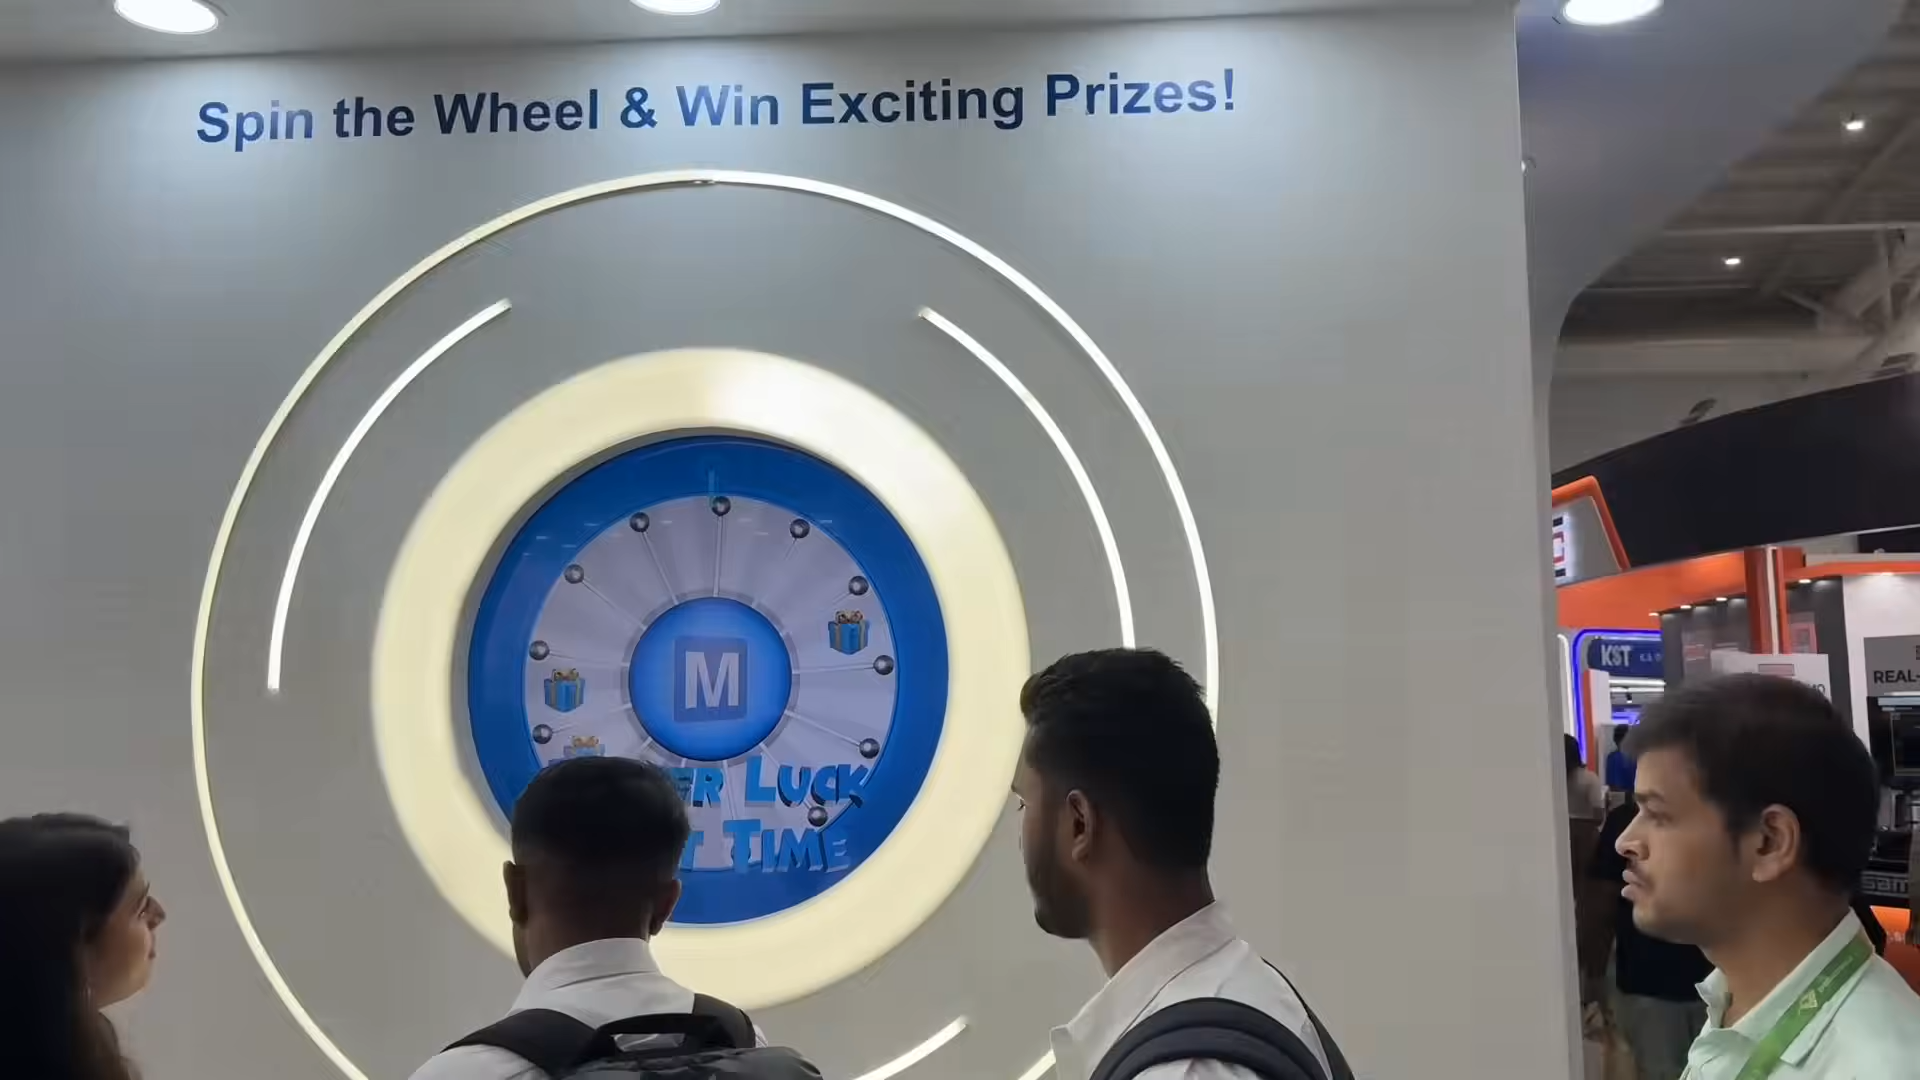 Spin the Wheel & Win Exciting Prizes!
M
LUCK
TIME
KST
REAL-